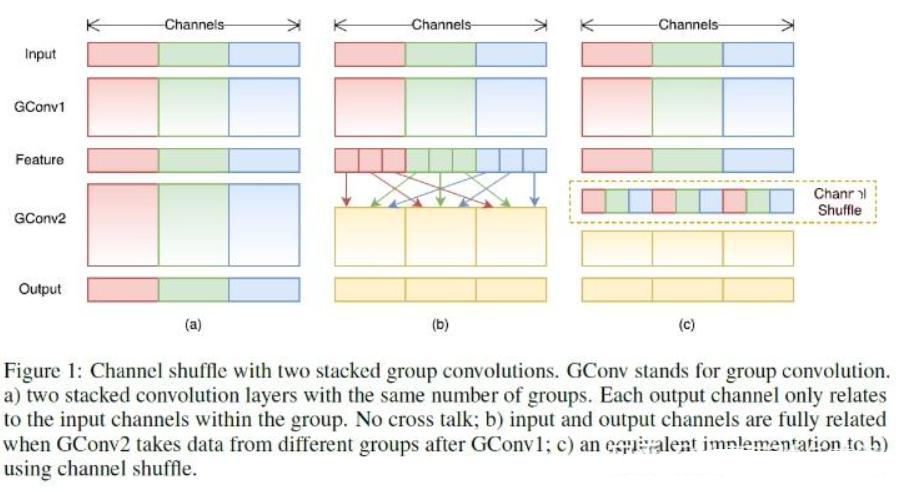 Channels Channels Channels
Input
GConv1
Feature
Channel
Shuffle
GConv2
Output
(a) (b) (c)
Figure 1: Channel shuffle with two stacked group convolutions. GConv stands for group convolution.
a) two stacked convolution layers with the same number of groups. Each output channel only relates
to the input channels within the group. No cross talk; b) input and output channels are fully related
when GConv2 takes data from different groups after GConv1; c) an equivalent implementation to b)
using channel shuffle.